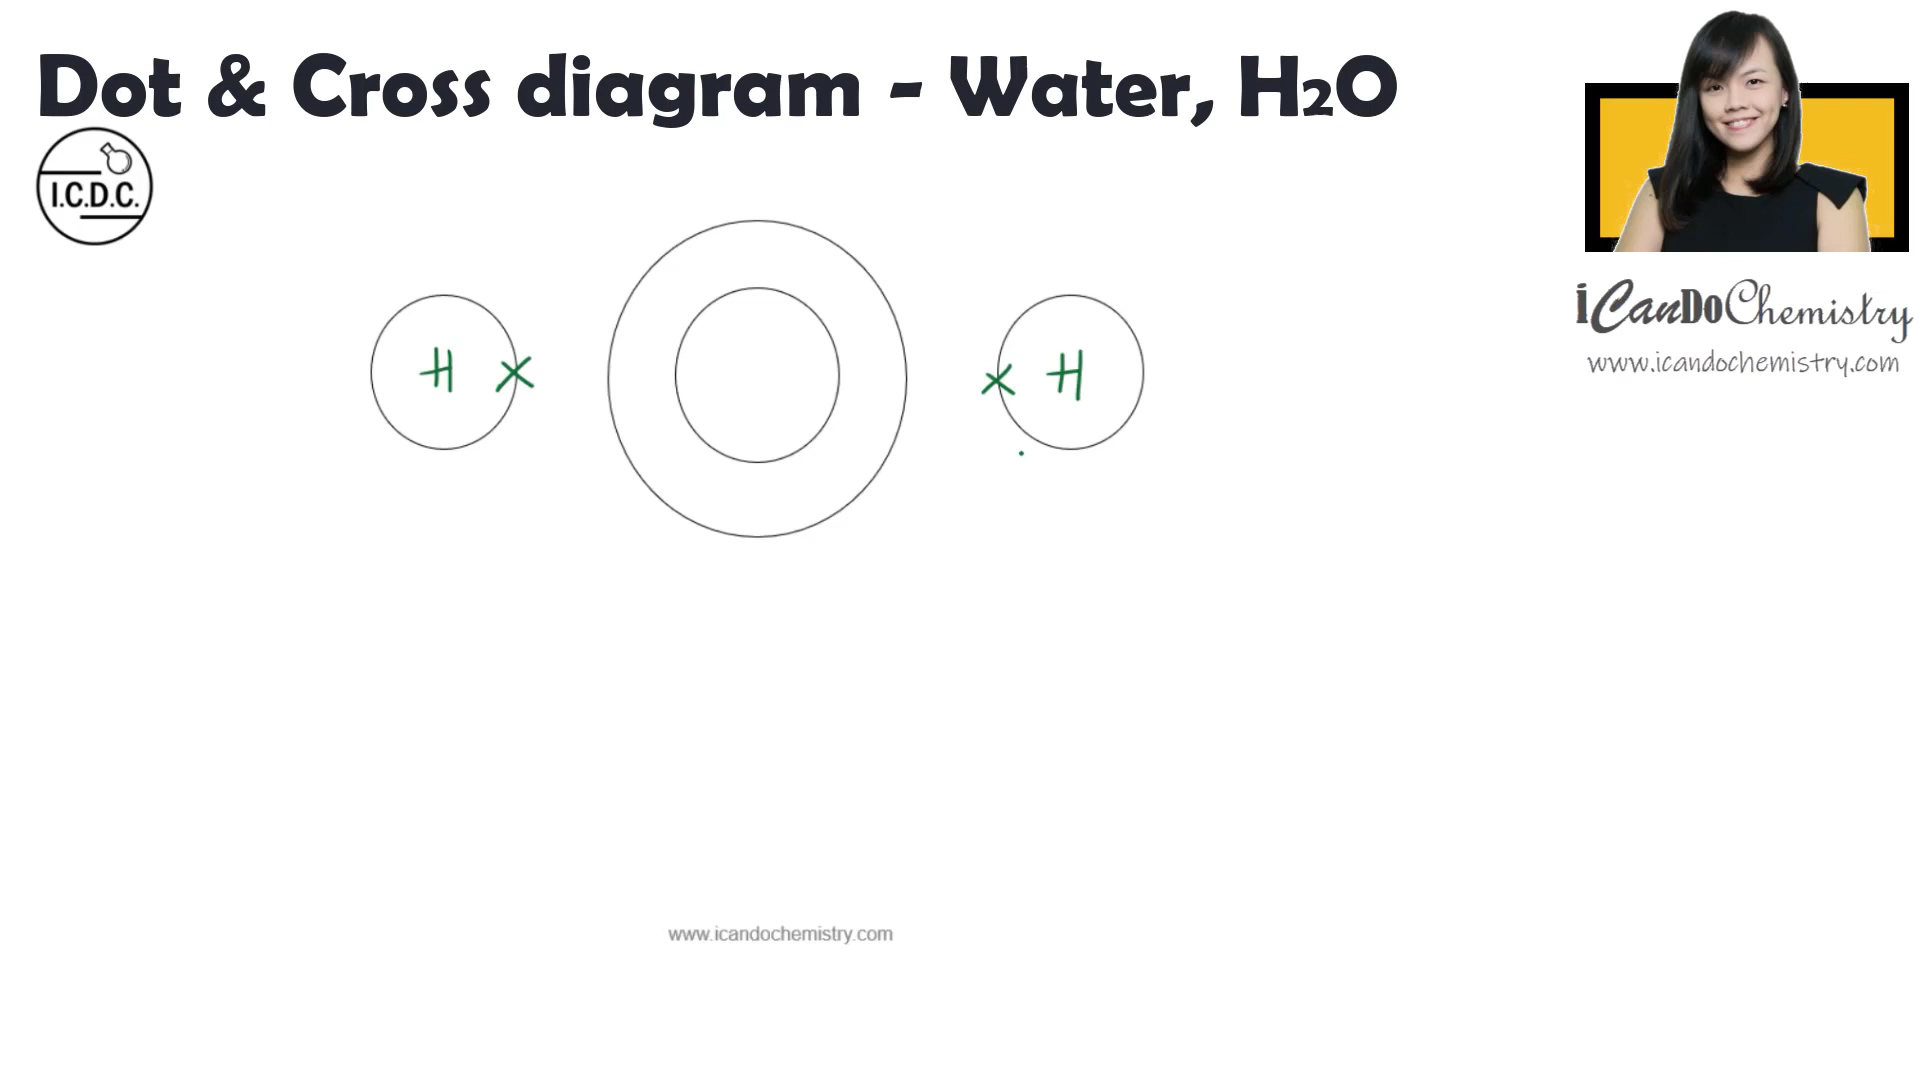 Dot & Cross diagram - Water, H₂O
I.C.D.C.
iCanDoChemistry
www.icandochemistry.com
H X
X H
www.icandochemistry.com